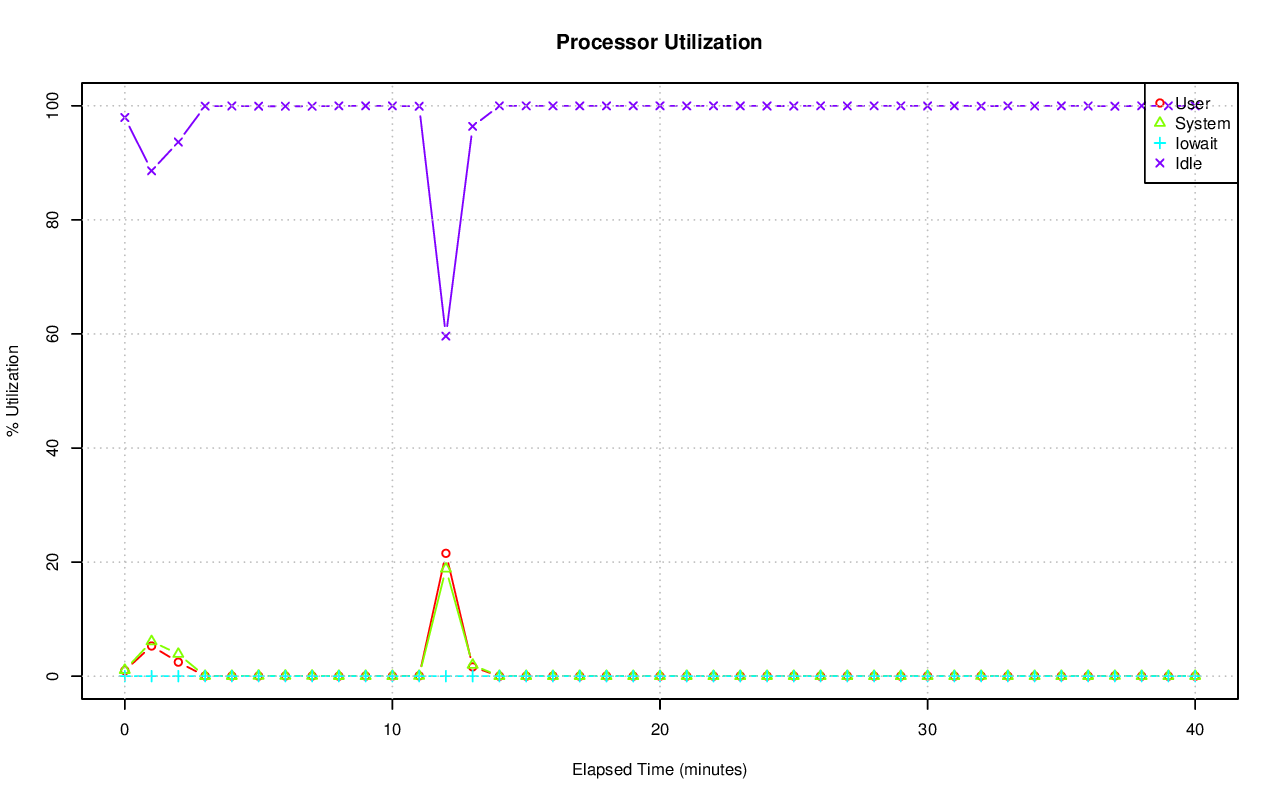 Processor Utilization
100
80
60
40
20
0
% Utilization
User
System
Iowait
Idle
0 10 20 30 40
Elapsed Time (minutes)